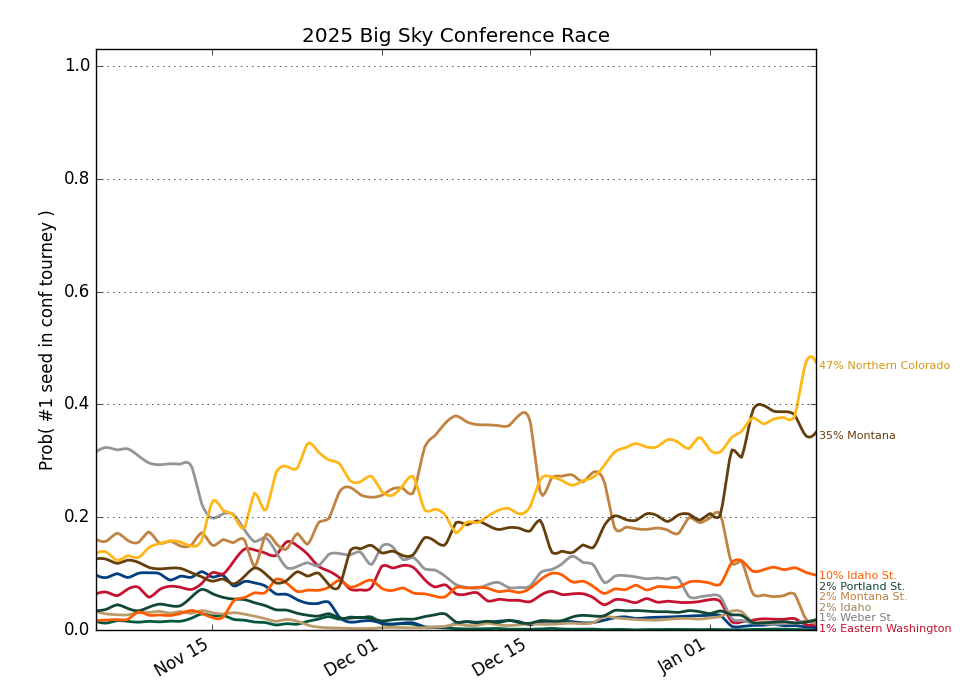 2025 Big Sky Conference Race
Prob( #1 seed in conf tourney )
1.0
0.8
0.6
0.4
0.2
0.0
Nov 15
Dec 01
Dec 15
Jan 01
47% Northern Colorado
35% Montana
10% Idaho St.
2% Portland St.
2% Montana St.
2% Idaho
1% Weber St.
1% Eastern Washington